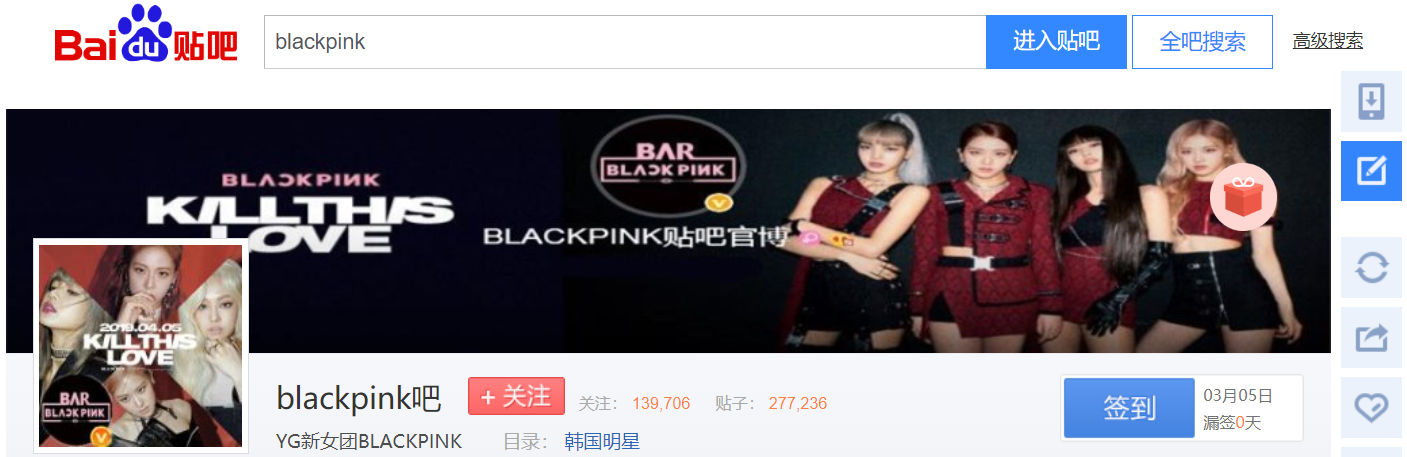 Bai du 贴吧
blackpink
进入贴吧
全吧搜索
高级搜索
BLACKPINK
KILL THIS
LOVE
BAR
BLACKPINK
BLACKPINK贴吧官博
2019.04.05
KILL THIS
LOVE
BAR
BLACKPINK
blackpink吧
+ 关注
关注： 139,706 贴子： 277,236
YG新女团BLACKPINK 目录： 韩国明星
签到
03月05日
漏签0天